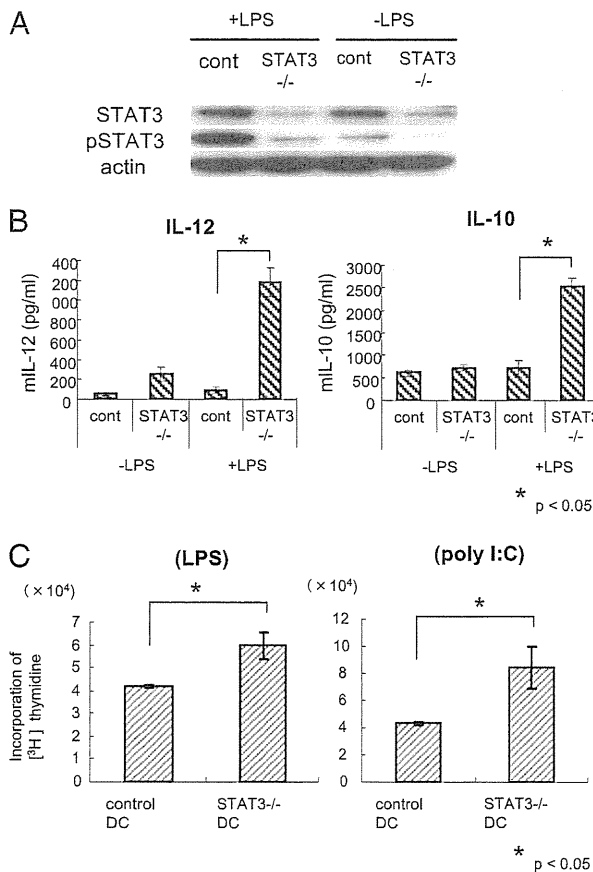 A
+LPS -LPS
cont STAT3 -/- cont STAT3 -/-
STAT3
pSTAT3
actin
B
IL-12
*
mIL-12 (pg/ml)
400
200
000
800
600
400
200
0
cont STAT3 -/- cont STAT3 -/-
-LPS +LPS
IL-10
*
mIL-10 (pg/ml)
3000
2500
2000
1500
1000
500
0
cont STAT3 -/- cont STAT3 -/-
-LPS +LPS
* p < 0.05
C
(LPS)
(×10⁴)
*
Incorporation of
[³H] thymidine
7
6
5
4
3
2
1
0
control DC STAT3-/- DC
(poly I:C)
(×10⁴)
*
12
10
8
6
4
2
0
control DC STAT3-/- DC
* p < 0.05